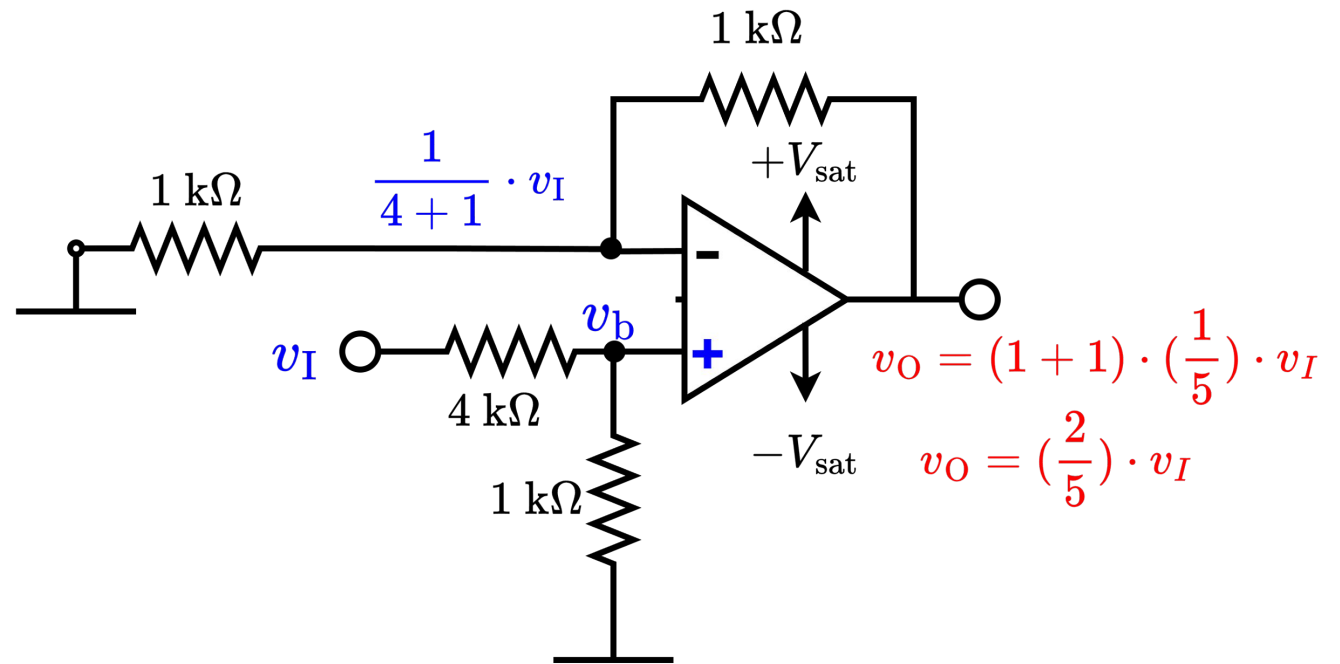 1 kΩ
+V_sat
1/(4 + 1) · v_I
1 kΩ
-
v_b
v_I
+
4 kΩ
v_O = (1 + 1) · (1/5) · v_I
-V_sat
v_O = (2/5) · v_I
1 kΩ